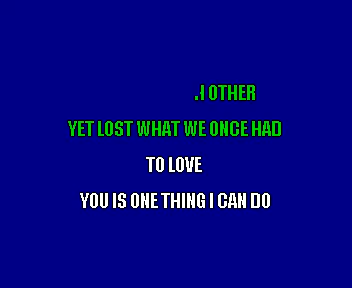 OTHER
YET LOST WHAT WE ONCE HAD
TO LOVE
YOU IS ONE THING I CAN DO